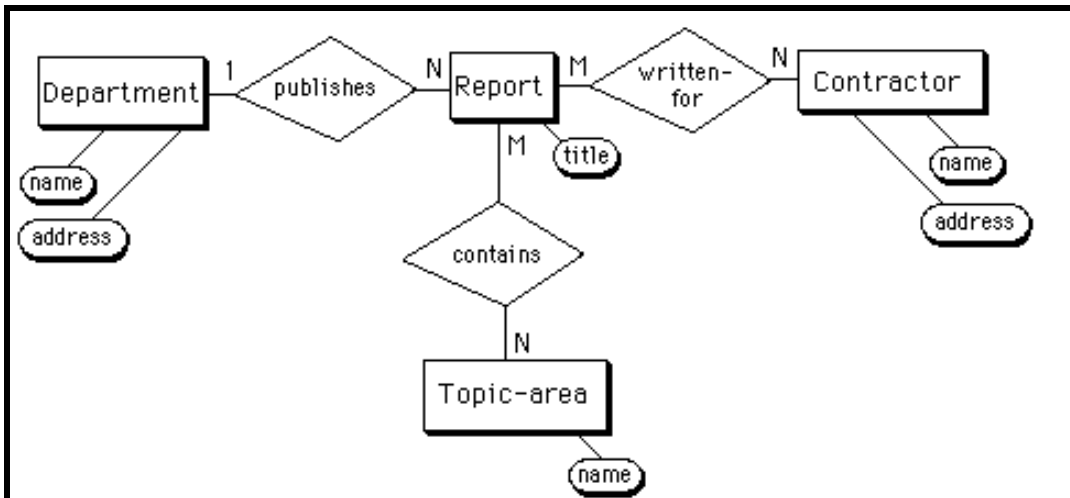 1
publishes
N
M
written-
for
N
Department
Report
Contractor
M
title
name
address
name
address
contains
N
Topic-area
name